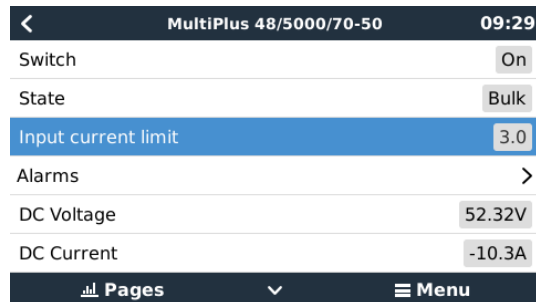 MultiPlus 48/5000/70-50 09:29
Switch On
State Bulk
Input current limit 3.0
Alarms
DC Voltage 52.32V
DC Current -10.3A
Pages Menu